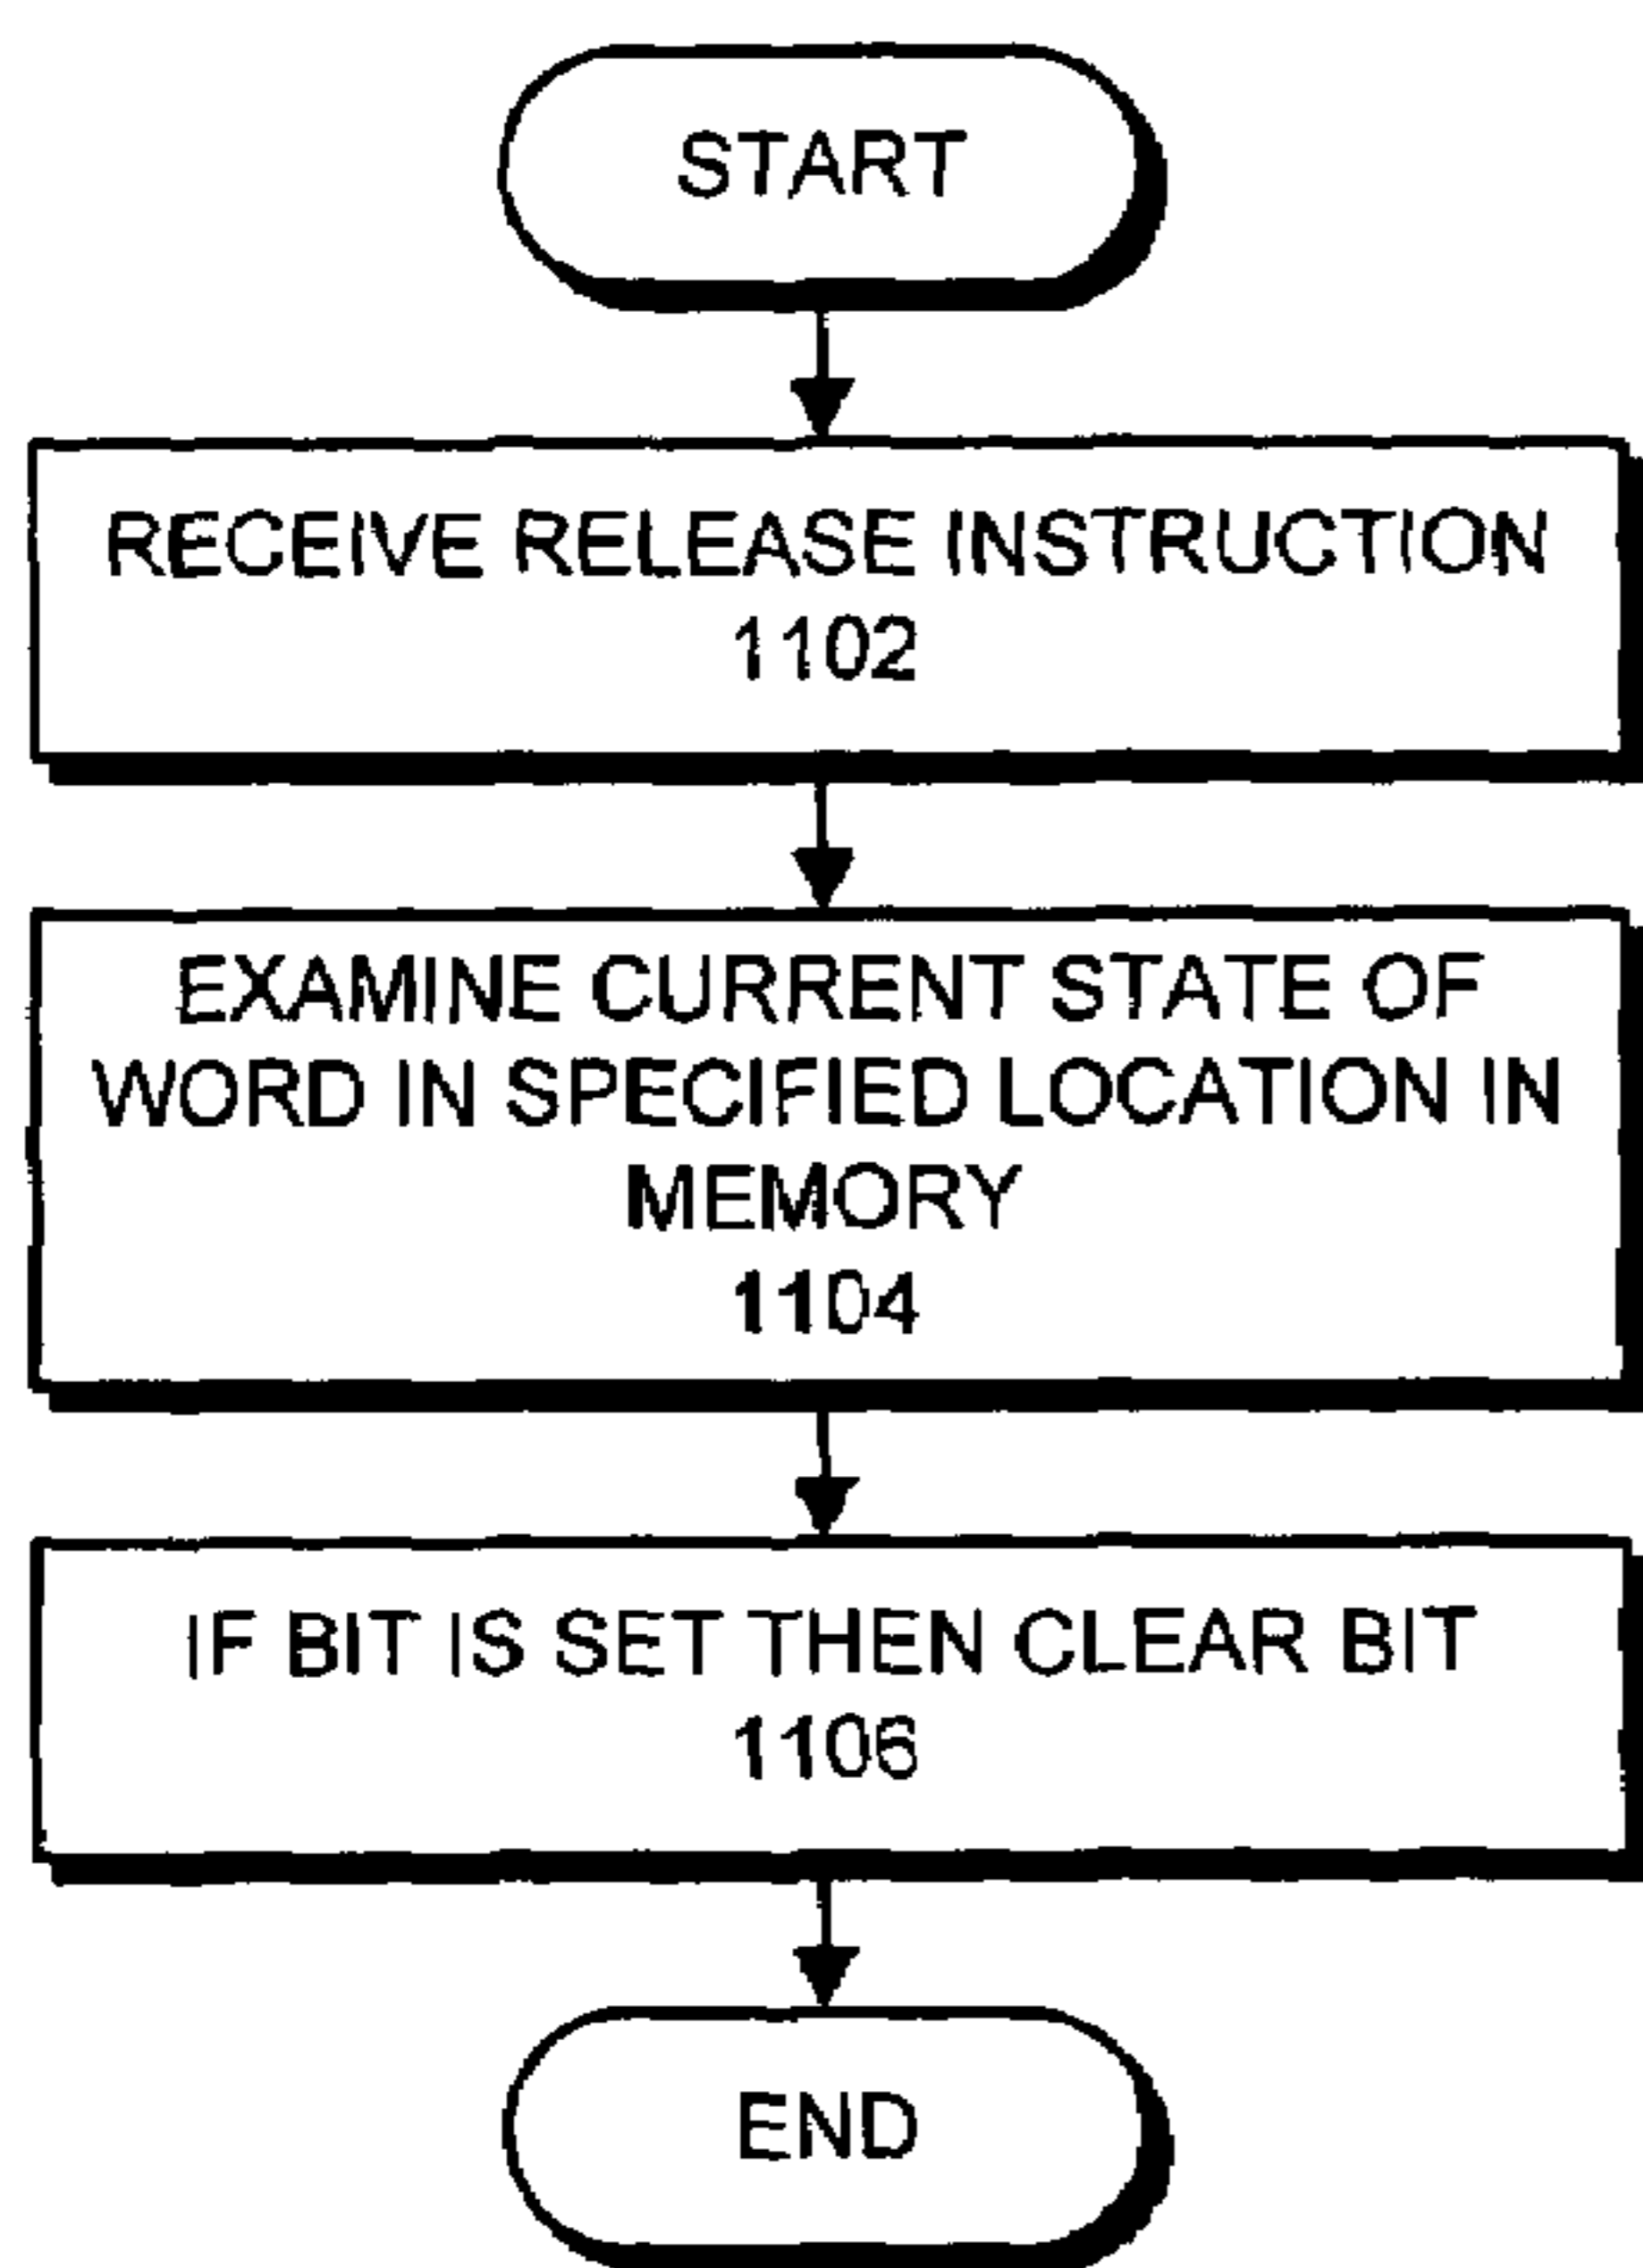 START
RECEIVE RELEASE INSTRUCTION
1102
EXAMINE CURRENT STATE OF
WORD IN SPECIFIED LOCATION IN
MEMORY
1104
IF BIT IS SET THEN CLEAR BIT
1106
END